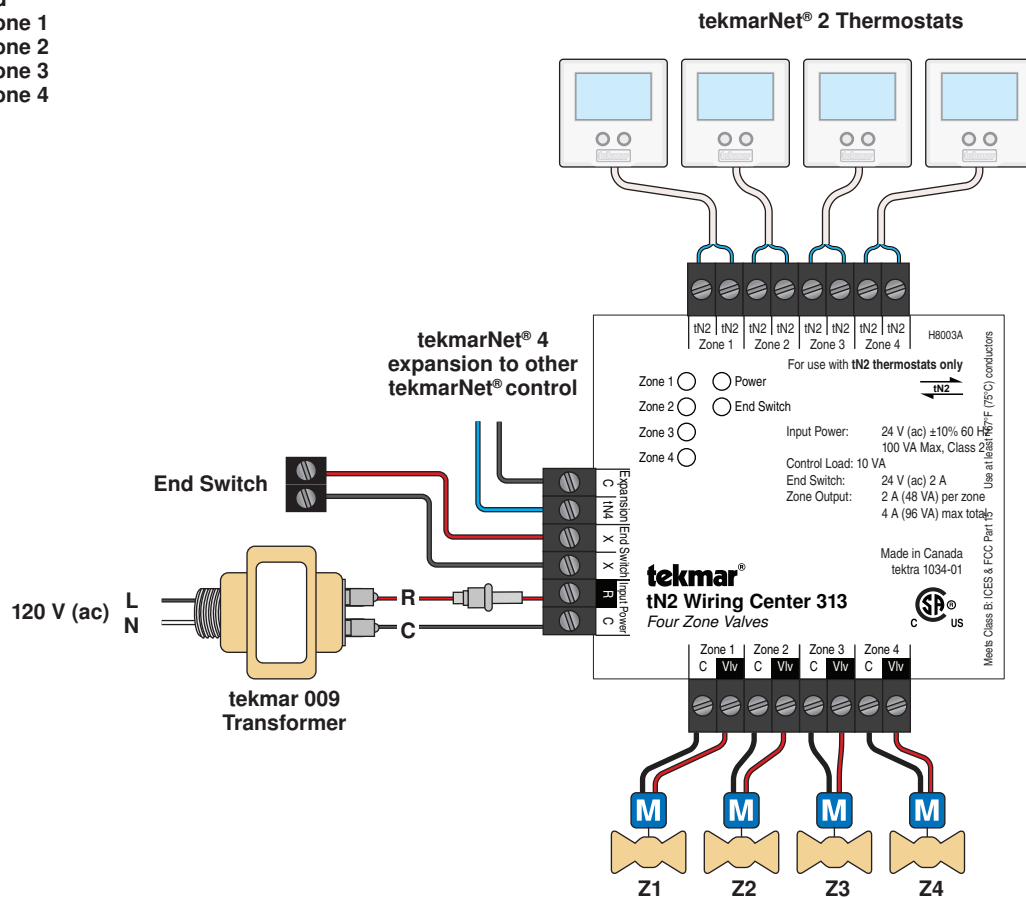 one 1
one 2
one 3
one 4
tekmarNet® 2 Thermostats
tekmar
tekmar
tekmar
tekmar
tN2 tN2 tN2 tN2 tN2 tN2 tN2 tN2
Zone 1 Zone 2 Zone 3 Zone 4
H8003A
For use with tN2 thermostats only
tN2
Zone 1 Power
Zone 2 End Switch
Zone 3
Zone 4
Input Power: 24 V (ac) ±10% 60 Hz
100 VA Max, Class 2
Control Load: 10 VA
End Switch: 24 V (ac) 2 A
Zone Output: 2 A (48 VA) per zone
4 A (96 VA) max total
Use at least 167°F (75°C) conductors
Meets Class B: ICES & FCC Part 15
Made in Canada
tektra 1034-01
SA®
C US
tekmar®
tN2 Wiring Center 313
Four Zone Valves
tekmarNet® 4
expansion to other
tekmarNet® control
End Switch
C tN4 Expansion
X X End Switch
R C Input Power
120 V (ac)
L
N
R
C
tekmar 009
Transformer
Zone 1 Zone 2 Zone 3 Zone 4
C Vlv C Vlv C Vlv C Vlv
M M M M
Z1 Z2 Z3 Z4